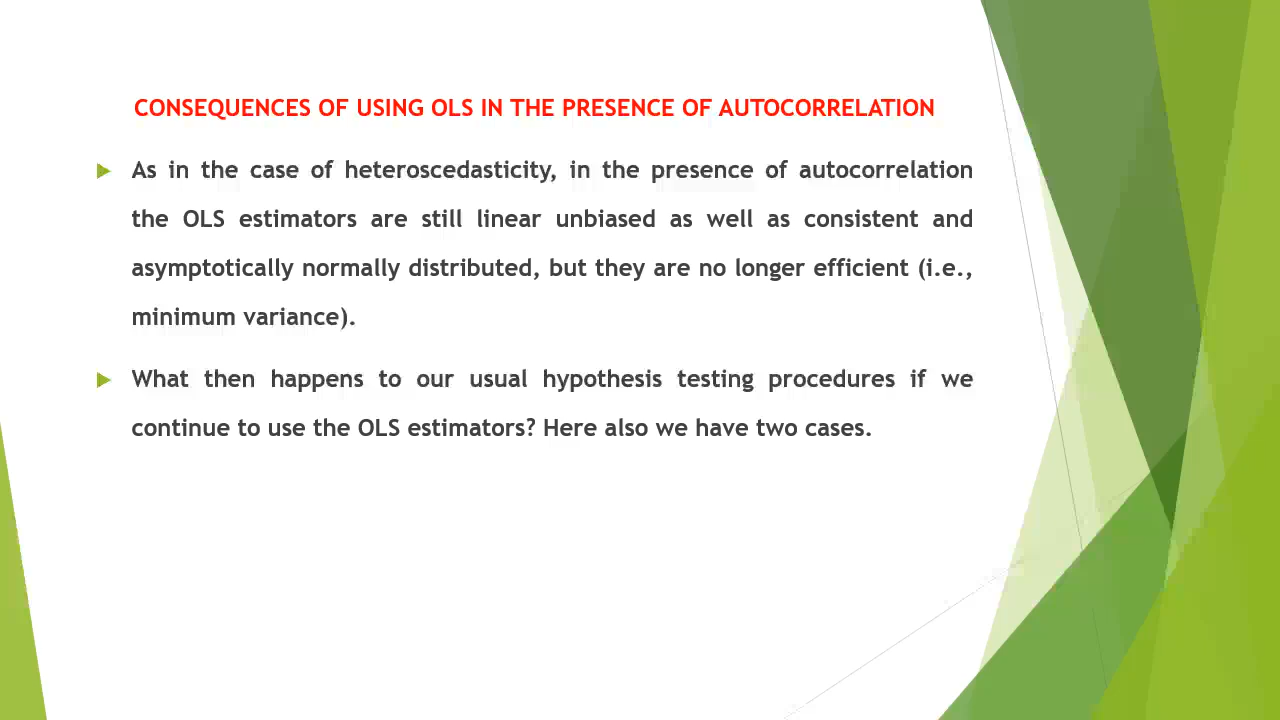 CONSEQUENCES OF USING OLS IN THE PRESENCE OF AUTOCORRELATION
As in the case of heteroscedasticity, in the presence of autocorrelation
the OLS estimators are still linear unbiased as well as consistent and
asymptotically normally distributed, but they are no longer efficient (i.e.,
minimum variance).
What then happens to our usual hypothesis testing procedures if we
continue to use the OLS estimators? Here also we have two cases.